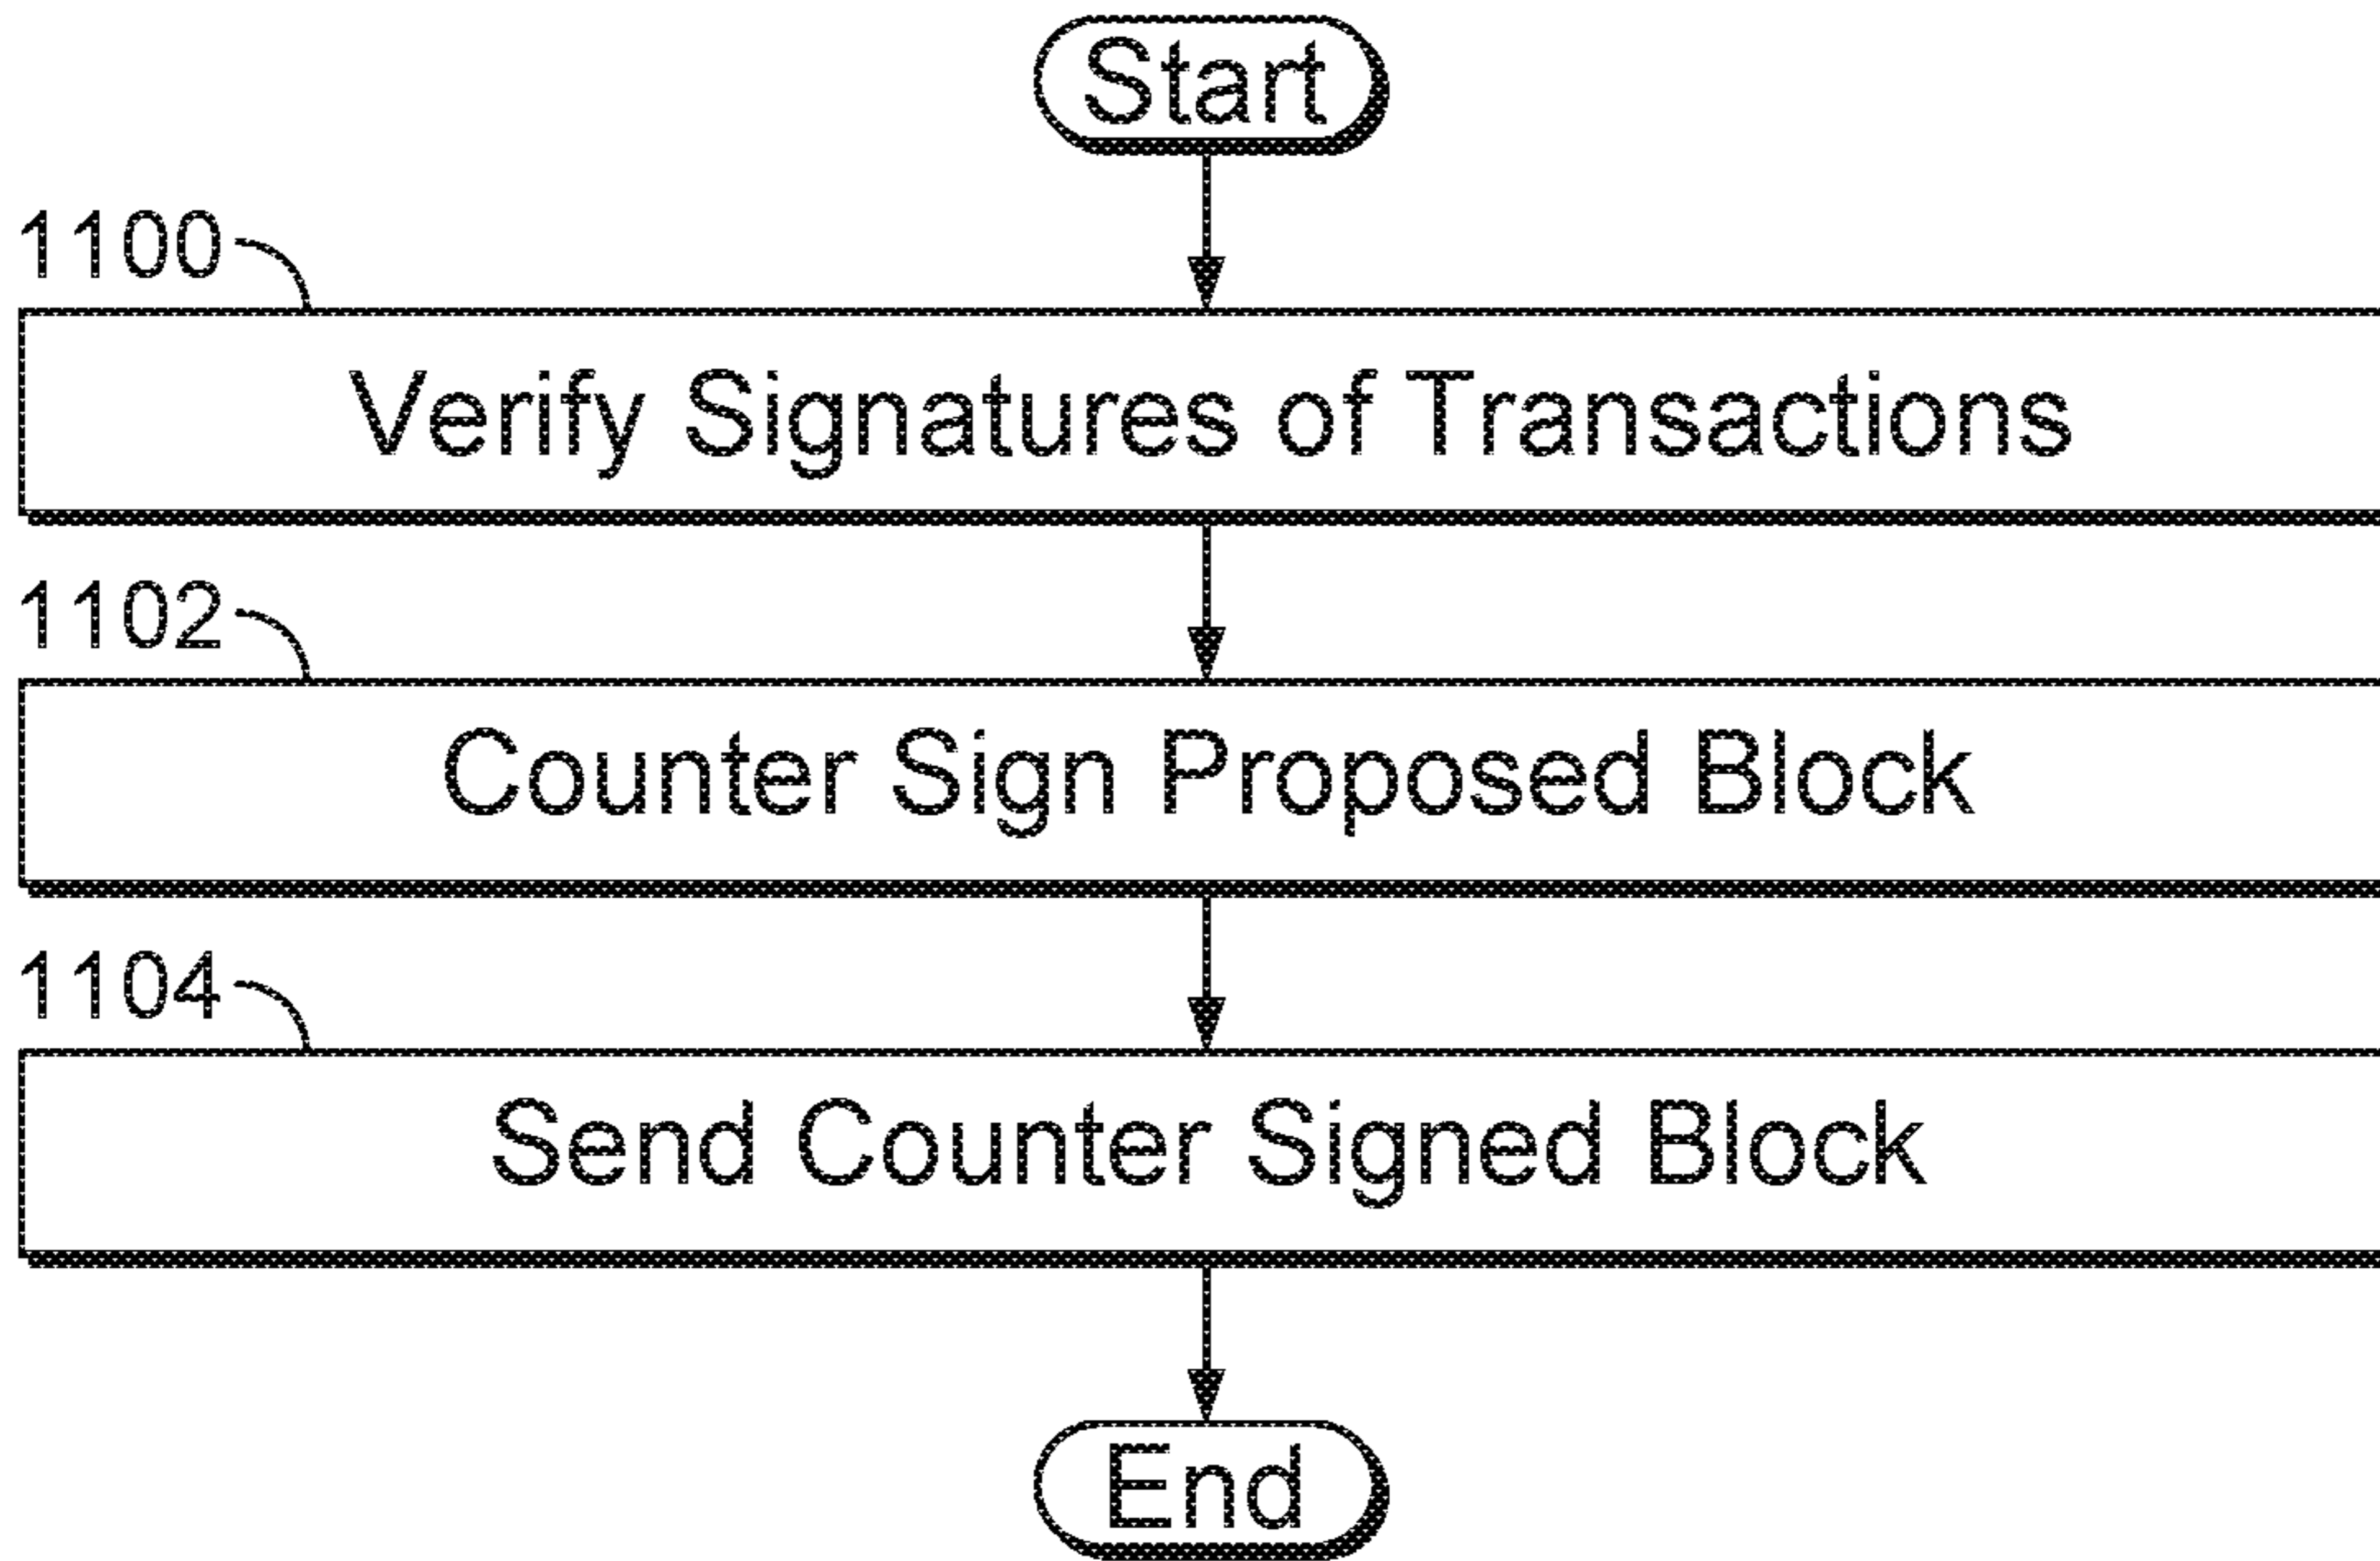 Start
1100
Verify Signatures of Transactions
1102
Counter Sign Proposed Block
1104
Send Counter Signed Block
End